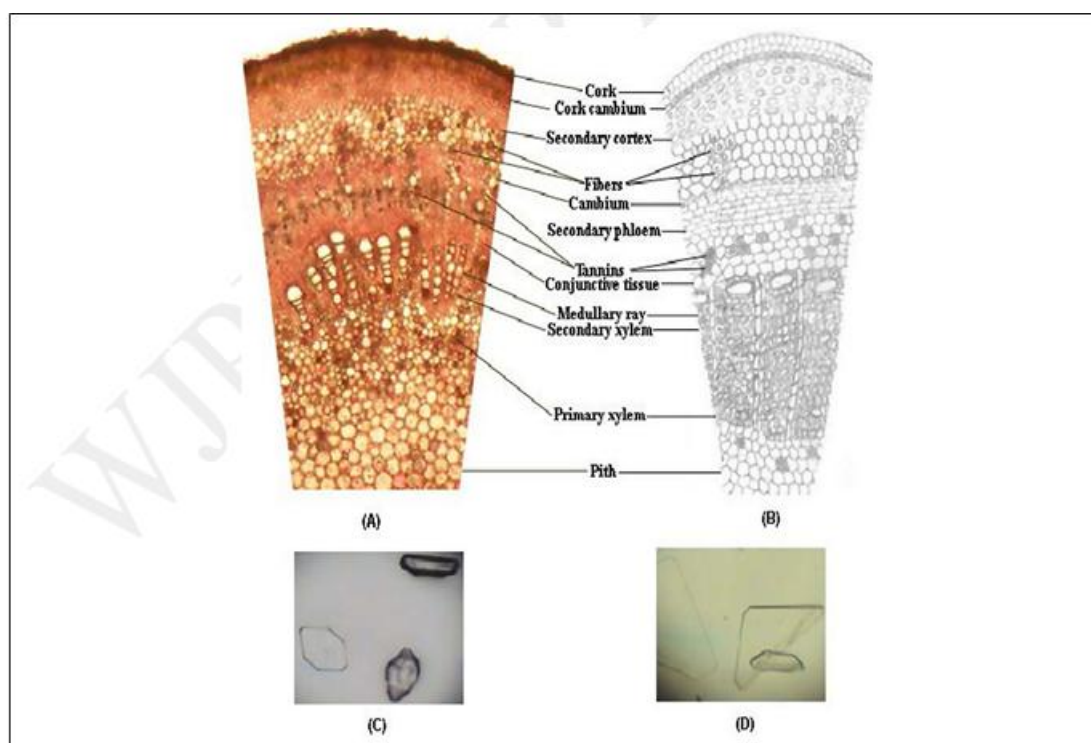 Cork
Cork cambium
Secondary cortex
Fibers
Cambium
Secondary phloem
Tannins
Conjunctive tissue
Medullary ray
Secondary xylem
Primary xylem
Pith
(A)
(B)
(C)
(D)